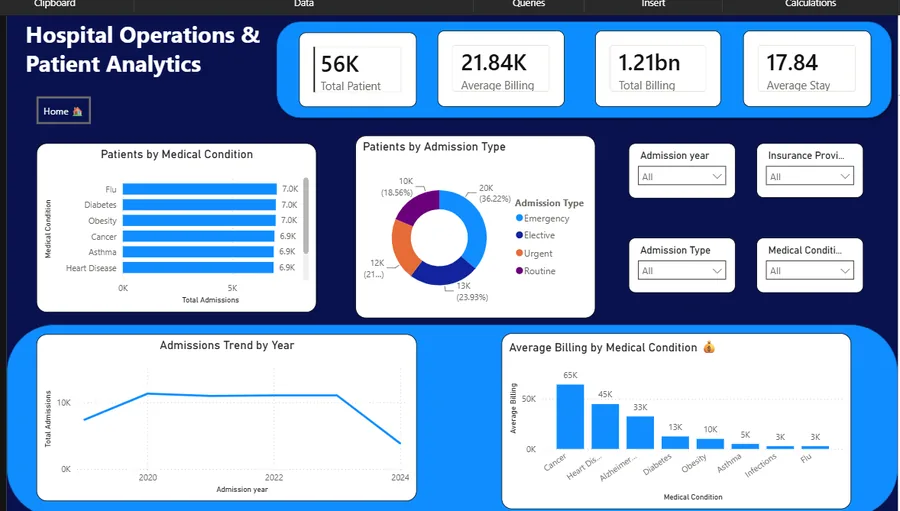 Clipboard
Data
Queries
Insert
Calculations
Hospital Operations &
Patient Analytics
Home
56K
Total Patient
21.84K
Average Billing
1.21bn
Total Billing
17.84
Average Stay
Patients by Medical Condition
Medical Condition
Flu 7.0K
Diabetes 7.0K
Obesity 7.0K
Cancer 6.9K
Asthma 6.9K
Heart Disease 6.9K
0K 5K
Total Admissions
Patients by Admission Type
20K
(36.22%)
13K
(23.93%)
12K
(21...)
10K
(18.56%)
Admission Type
Emergency
Elective
Urgent
Routine
Admission year
All
Insurance Provi...
All
Admission Type
All
Medical Conditi...
All
Admissions Trend by Year
Total Admissions
10K
0K
2020 2022 2024
Admission year
Average Billing by Medical Condition
Average Billing
50K
0K
65K 45K 33K 13K 10K 5K 3K 3K
Cancer Heart Dis... Alzheimer... Diabetes Obesity Asthma Infections Flu
Medical Condition